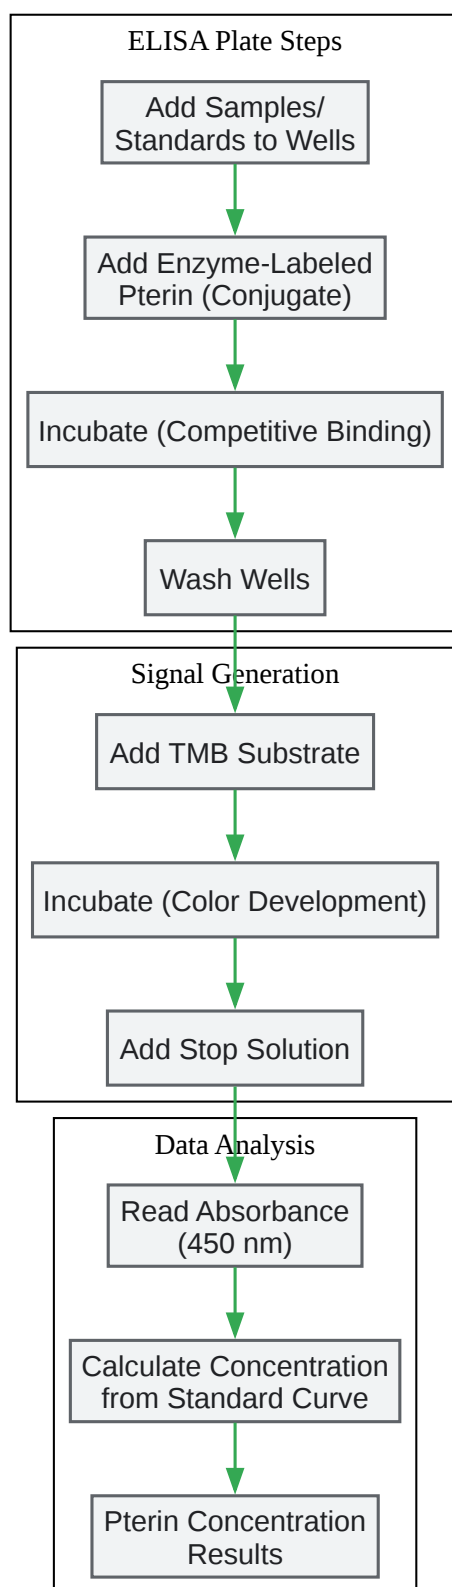 ELISA Plate Steps
Add Samples/
Standards to Wells
Add Enzyme-Labeled
Pterin (Conjugate)
Incubate (Competitive Binding)
Wash Wells
Signal Generation
Add TMB Substrate
Incubate (Color Development)
Add Stop Solution
Data Analysis
Read Absorbance
(450 nm)
Calculate Concentration
from Standard Curve
Pterin Concentration
Results